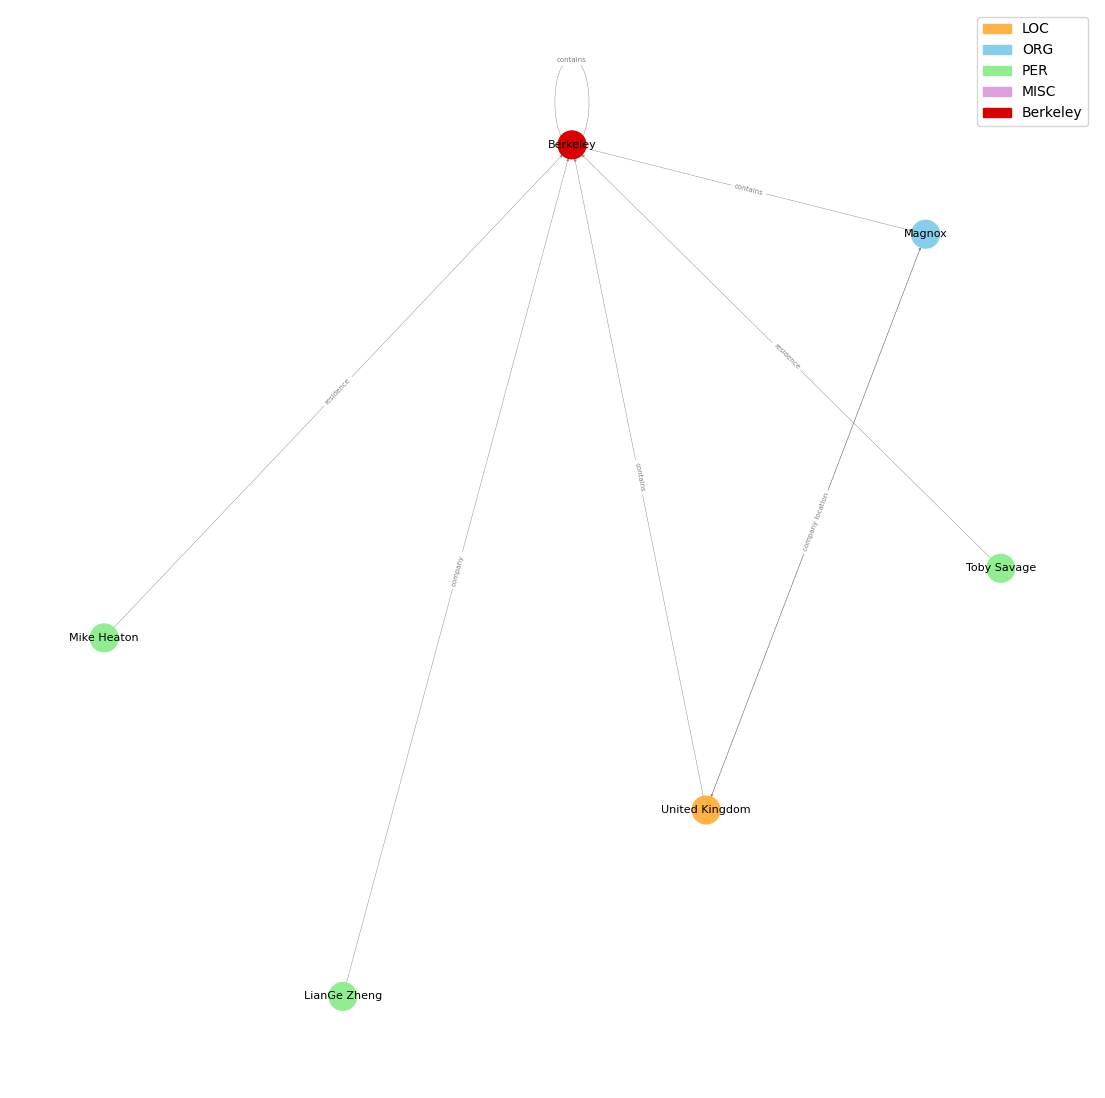 LOC
ORG
PER
MISC
Berkeley
contains
Berkeley
contains
Magnox
residence
residence
contains
company location
company
Toby Savage
Mike Heaton
United Kingdom
LianGe Zheng